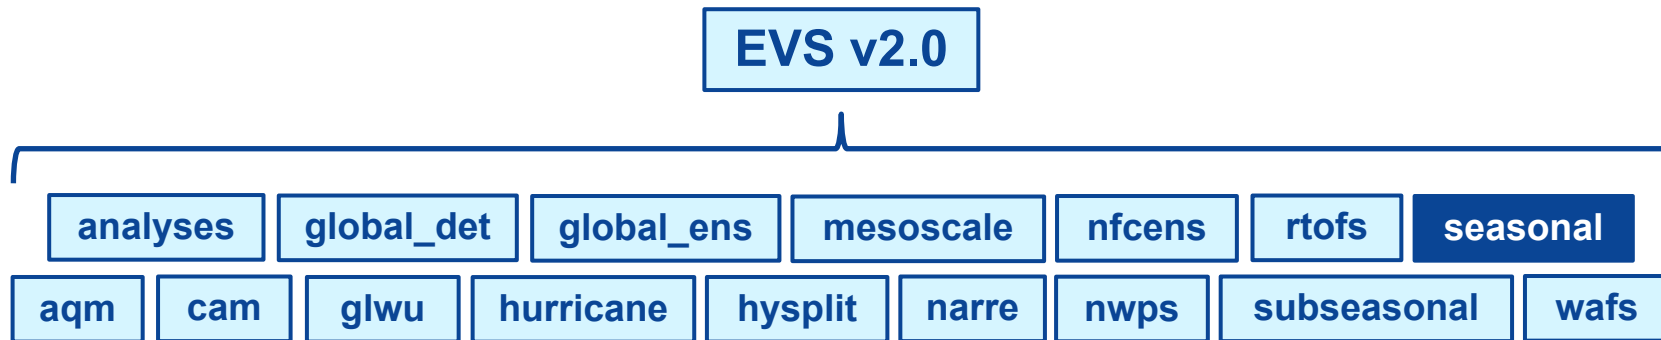 EVS v2.0
analyses global_det global_ens mesoscale nfcens rtofs seasonal
aqm cam glwu hurricane hysplit narre nwps subseasonal wafs